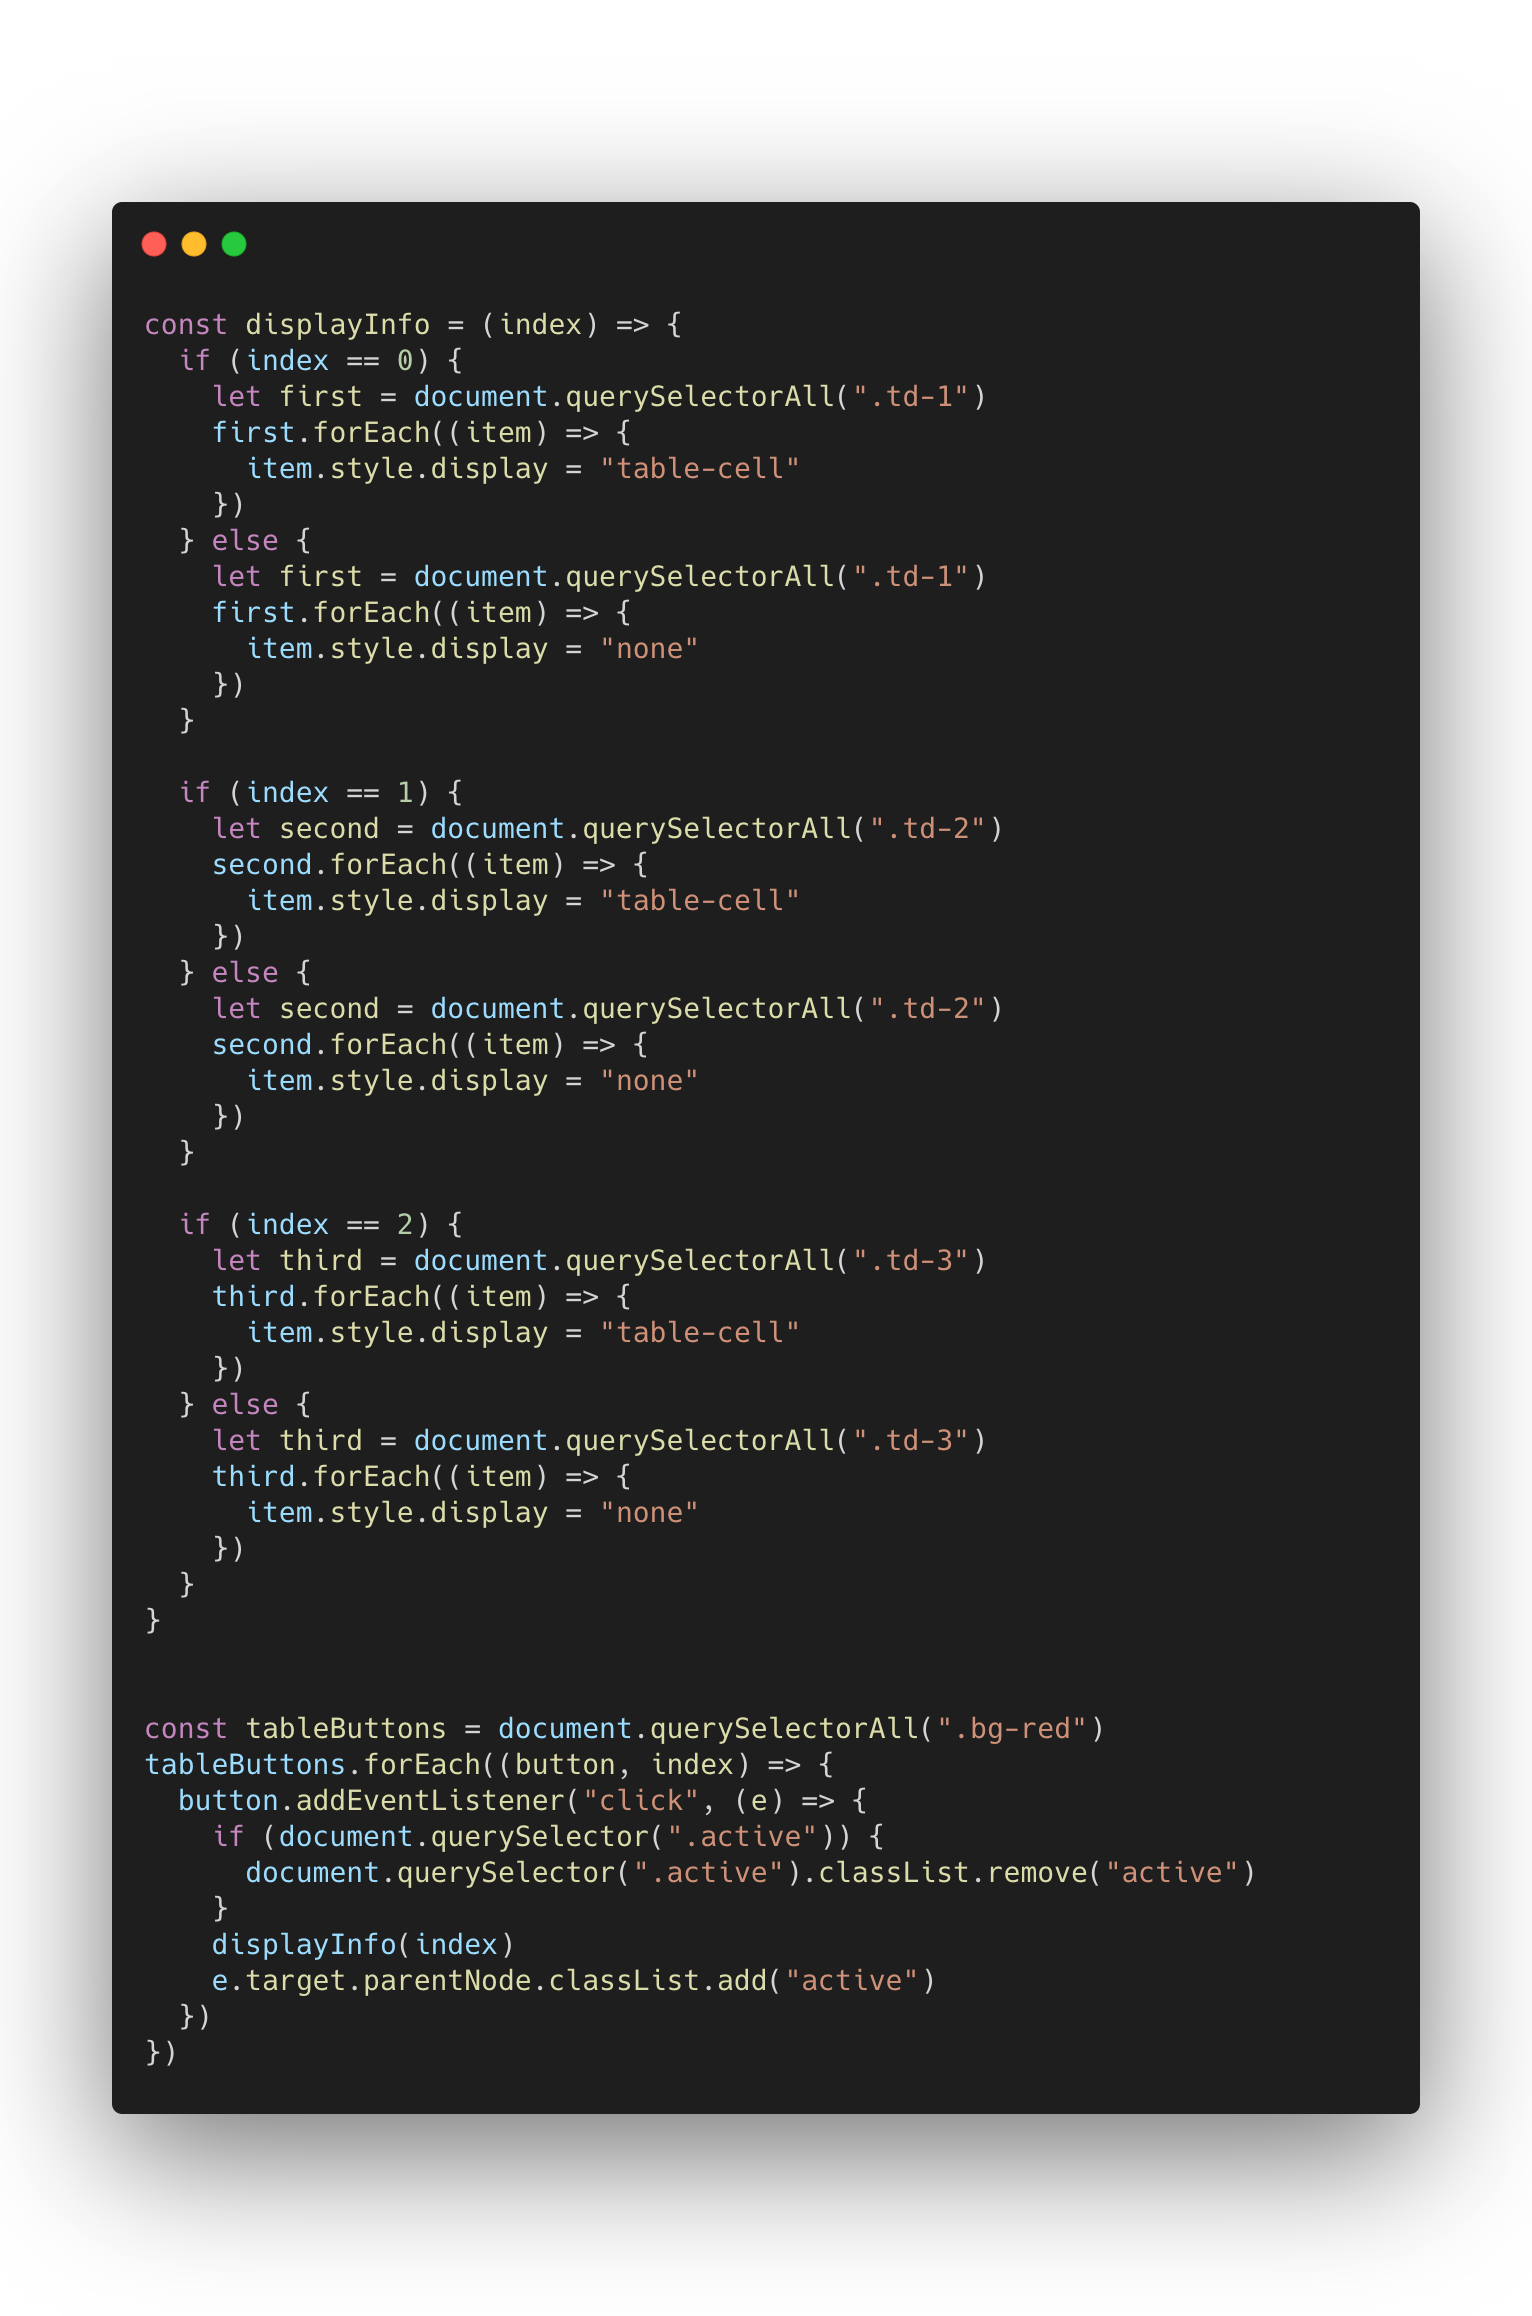 const displayInfo = (index) => {
  if (index == 0) {
    let first = document.querySelectorAll(".td-1")
    first.forEach((item) => {
      item.style.display = "table-cell"
    })
  } else {
    let first = document.querySelectorAll(".td-1")
    first.forEach((item) => {
      item.style.display = "none"
    })
  }

  if (index == 1) {
    let second = document.querySelectorAll(".td-2")
    second.forEach((item) => {
      item.style.display = "table-cell"
    })
  } else {
    let second = document.querySelectorAll(".td-2")
    second.forEach((item) => {
      item.style.display = "none"
    })
  }

  if (index == 2) {
    let third = document.querySelectorAll(".td-3")
    third.forEach((item) => {
      item.style.display = "table-cell"
    })
  } else {
    let third = document.querySelectorAll(".td-3")
    third.forEach((item) => {
      item.style.display = "none"
    })
  }
}


const tableButtons = document.querySelectorAll(".bg-red")
tableButtons.forEach((button, index) => {
  button.addEventListener("click", (e) => {
    if (document.querySelector(".active")) {
      document.querySelector(".active").classList.remove("active")
    }
    displayInfo(index)
    e.target.parentNode.classList.add("active")
  })
})